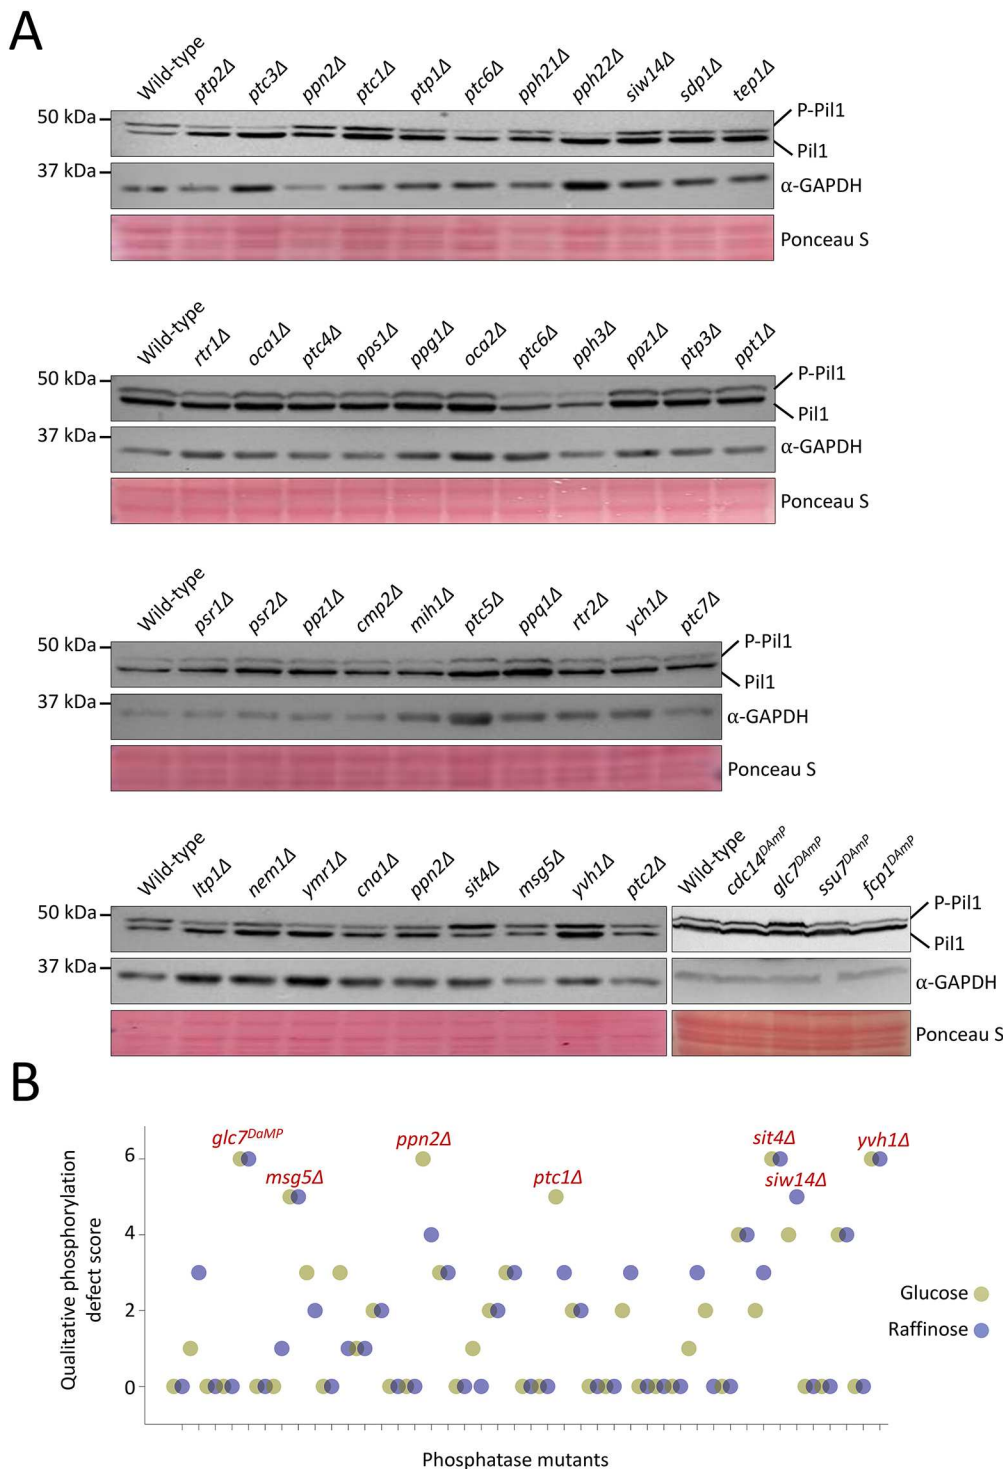 A
Wild-type ptp2Δ ptc3Δ ppn2Δ ptc1Δ ptp1Δ ptc6Δ pph21Δ pph22Δ siw14Δ sdp1Δ tep1Δ
50 kDa
P-Pil1
Pil1
37 kDa
α-GAPDH
Ponceau S
Wild-type rtr1Δ oca1Δ ptc4Δ pps1Δ ppg1Δ oca2Δ ptc6Δ pph3Δ ppz1Δ ptp3Δ ppt1Δ
50 kDa
P-Pil1
Pil1
37 kDa
α-GAPDH
Ponceau S
Wild-type psr1Δ psr2Δ ppz1Δ cmp2Δ mih1Δ ptc5Δ ppq1Δ rtr2Δ ych1Δ ptc7Δ
50 kDa
P-Pil1
Pil1
37 kDa
α-GAPDH
Ponceau S
Wild-type ltp1Δ nem1Δ ymr1Δ cna1Δ ppn2Δ sit4Δ msg5Δ yvh1Δ ptc2Δ Wild-type cdc14DAmP glc7DAmP ssu7DAmP fcp1DAmP
50 kDa
P-Pil1
Pil1
37 kDa
α-GAPDH
Ponceau S
B
Qualitative phosphorylation
defect score
6
4
2
0
glc7DaMP
msg5Δ
ppn2Δ
ptc1Δ
sit4Δ
siw14Δ
yvh1Δ
Glucose
Raffinose
Phosphatase mutants